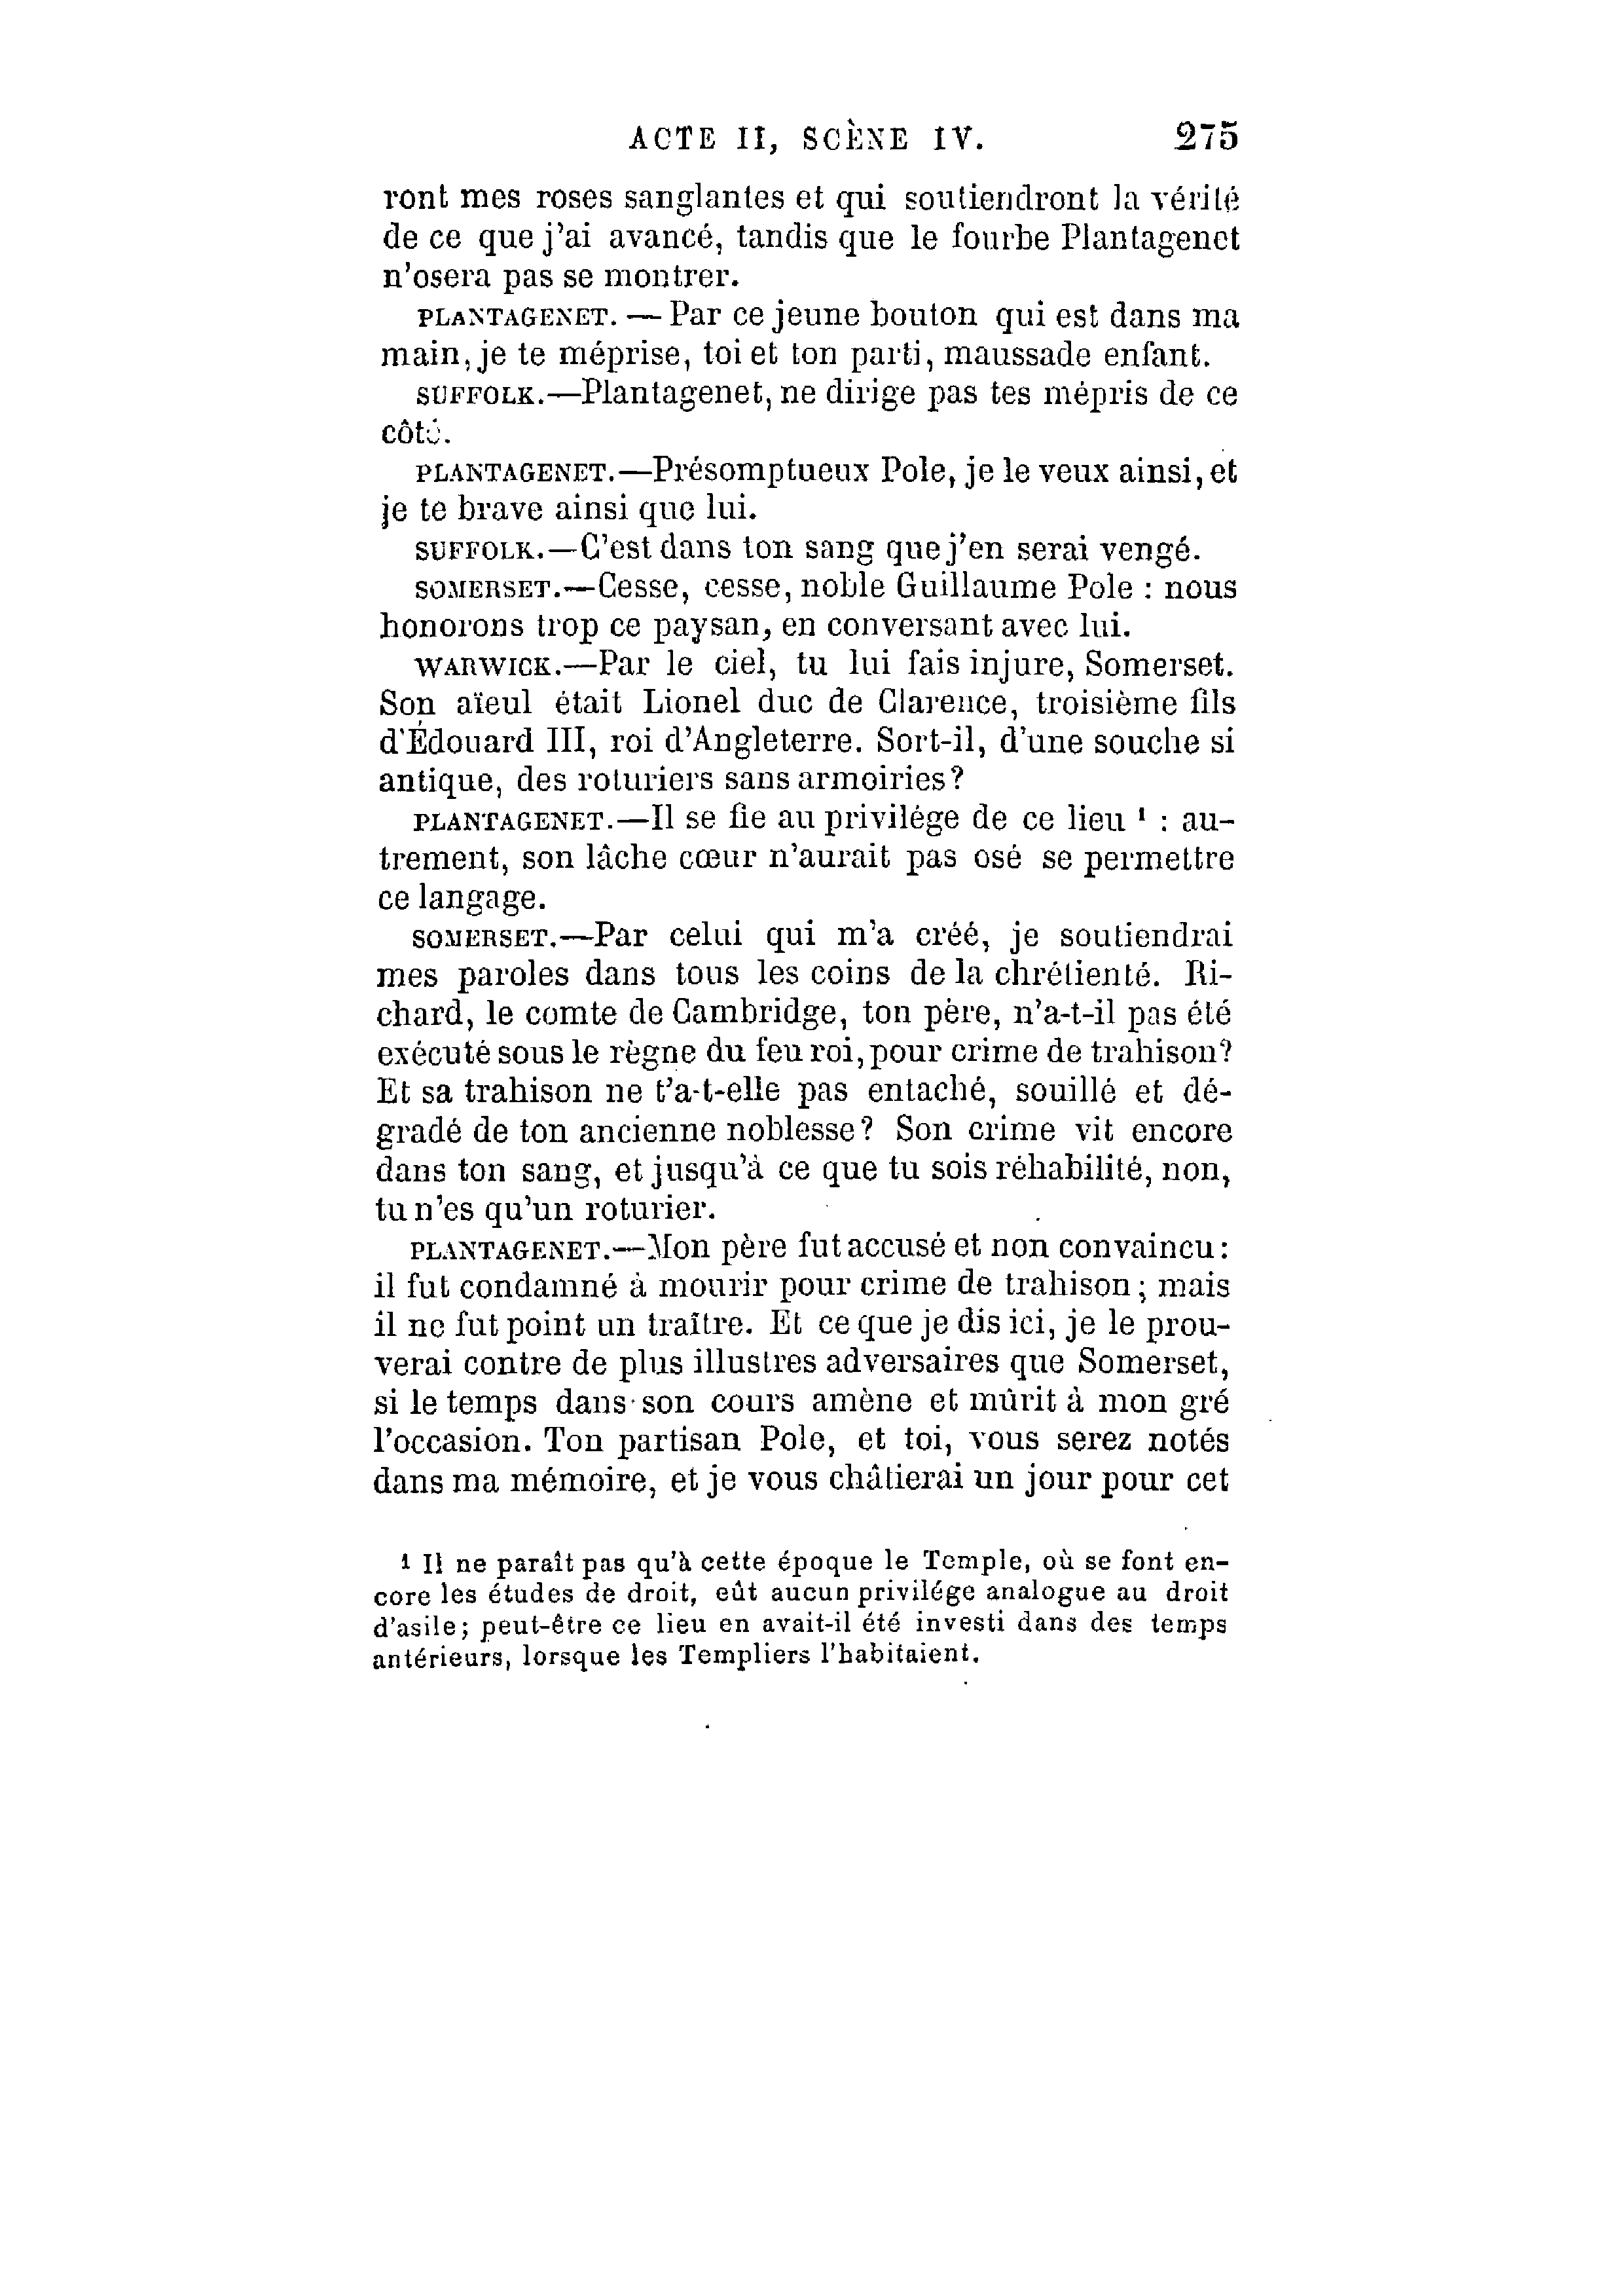 ACTE II, SCÈNE IV. 275
ront mes roses sanglantes et qui soutiendront la vérité
de ce que j'ai avancé, tandis que le fourbe Plantagenet
n'osera pas se montrer.
PLANTAGENET. — Par ce jeune bouton qui est dans ma
main, je te méprise, toi et ton parti, maussade enfant.
SUFFOLK.—Plantagenet, ne dirige pas tes mépris de ce
côté.
PLANTAGENET.—Présomptueux Pole, je le veux ainsi, et
je te brave ainsi que lui.
SUFFOLK.—C'est dans ton sang que j'en serai vengé.
SOMERSET.—Cesse, cesse, noble Guillaume Pole : nous
honorons trop ce paysan, en conversant avec lui.
WARWICK.—Par le ciel, tu lui fais injure, Somerset.
Son aïeul était Lionel duc de Clarence, troisième fils
d'Édouard III, roi d'Angleterre. Sort-il, d'une souche si
antique, des roturiers sans armoiries?
PLANTAGENET.—Il se fie au privilége de ce lieu ¹ : au-
trement, son lâche cœur n'aurait pas osé se permettre
ce langage.
SOMERSET.—Par celui qui m'a créé, je soutiendrai
mes paroles dans tous les coins de la chrétienté. Ri-
chard, le comte de Cambridge, ton père, n'a-t-il pas été
exécuté sous le règne du feu roi, pour crime de trahison?
Et sa trahison ne t'a-t-elle pas entaché, souillé et dé-
gradé de ton ancienne noblesse? Son crime vit encore
dans ton sang, et jusqu'à ce que tu sois réhabilité, non,
tu n'es qu'un roturier.
PLANTAGENET.—Mon père fut accusé et non convaincu:
il fut condamné à mourir pour crime de trahison; mais
il ne fut point un traître. Et ce que je dis ici, je le prou-
verai contre de plus illustres adversaires que Somerset,
si le temps dans son cours amène et mûrit à mon gré
l'occasion. Ton partisan Pole, et toi, vous serez notés
dans ma mémoire, et je vous châtierai un jour pour cet
1 Il ne paraît pas qu'à cette époque le Temple, où se font en-
core les études de droit, eût aucun privilége analogue au droit
d'asile; peut-être ce lieu en avait-il été investi dans des temps
antérieurs, lorsque les Templiers l'habitaient.